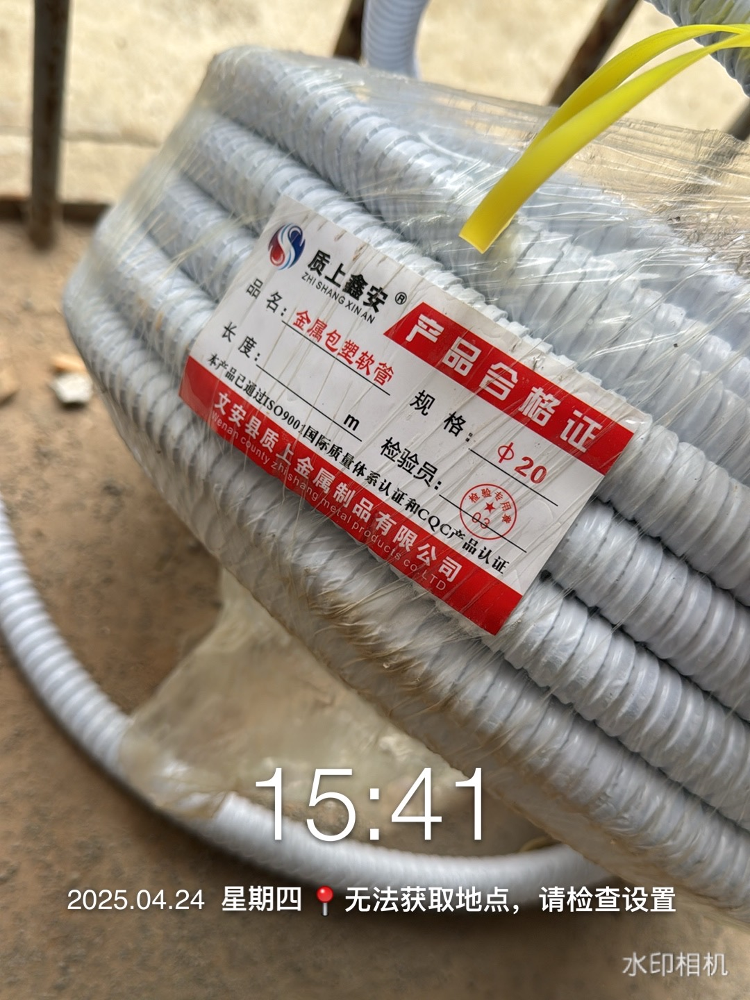 质上鑫安®
ZHI SHANG XIN AN
产品合格证
品 名：金属包塑软管
规 格：ф20
长 度： m
检验员：
检验专用章
03
本产品已通过ISO9001国际质量体系认证和CQC产品认证
文安县质上金属制品有限公司
Wenan county zhi shang metal products co LTD
15:41
2025.04.24 星期四 📍无法获取地点，请检查设置
水印相机